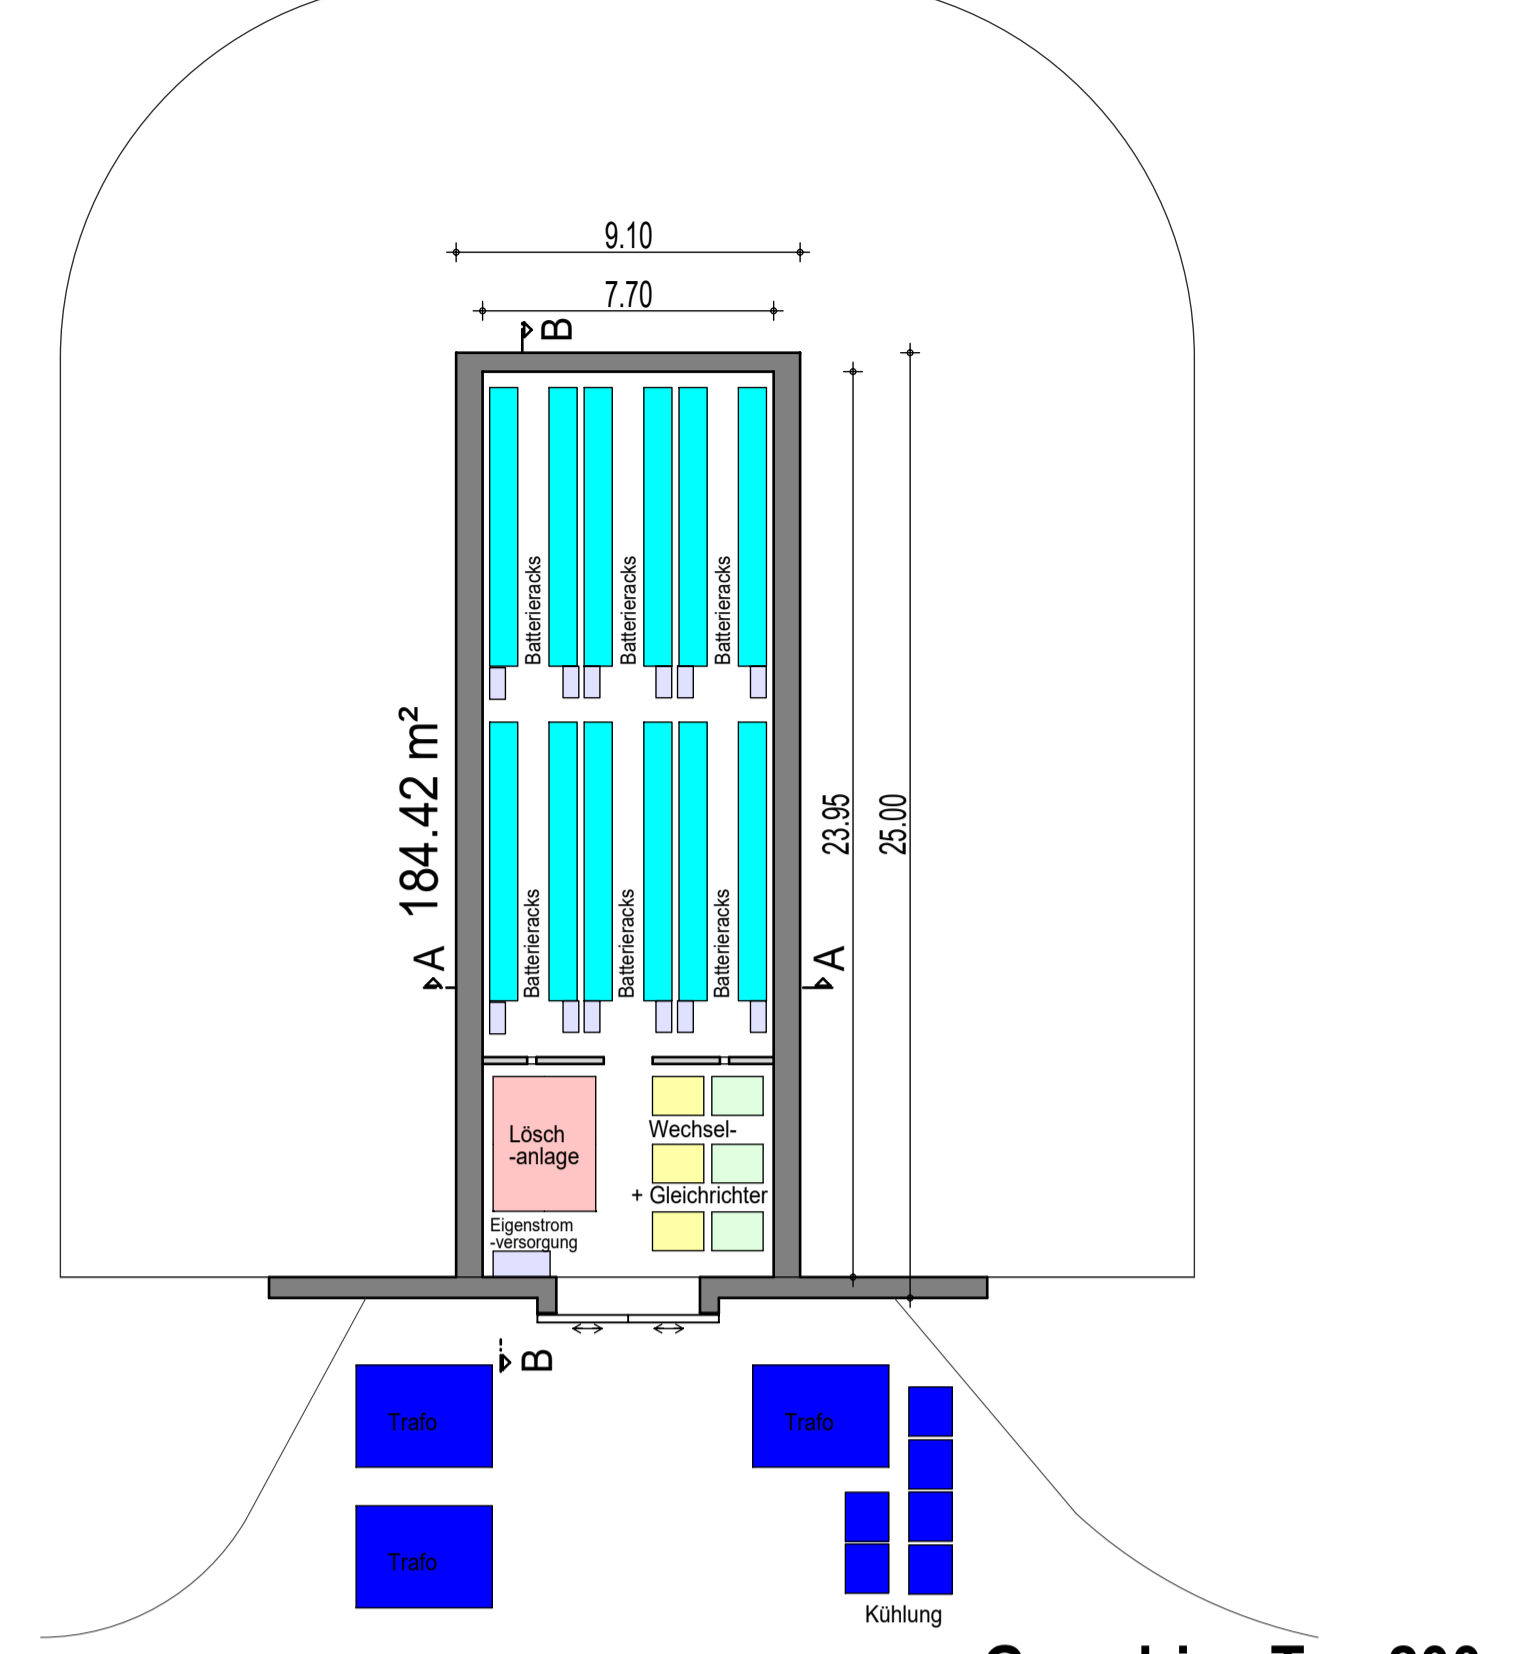 9.10
7.70
B
Batterieracks
Batterieracks
Batterieracks
184.42 m²
23.95
25.00
Batterieracks
Batterieracks
Batterieracks
A
A
Lösch
-anlage
Wechsel-
+ Gleichrichter
Eigenstrom
-versorgung
B
Trafo
Trafo
Trafo
Kühlung